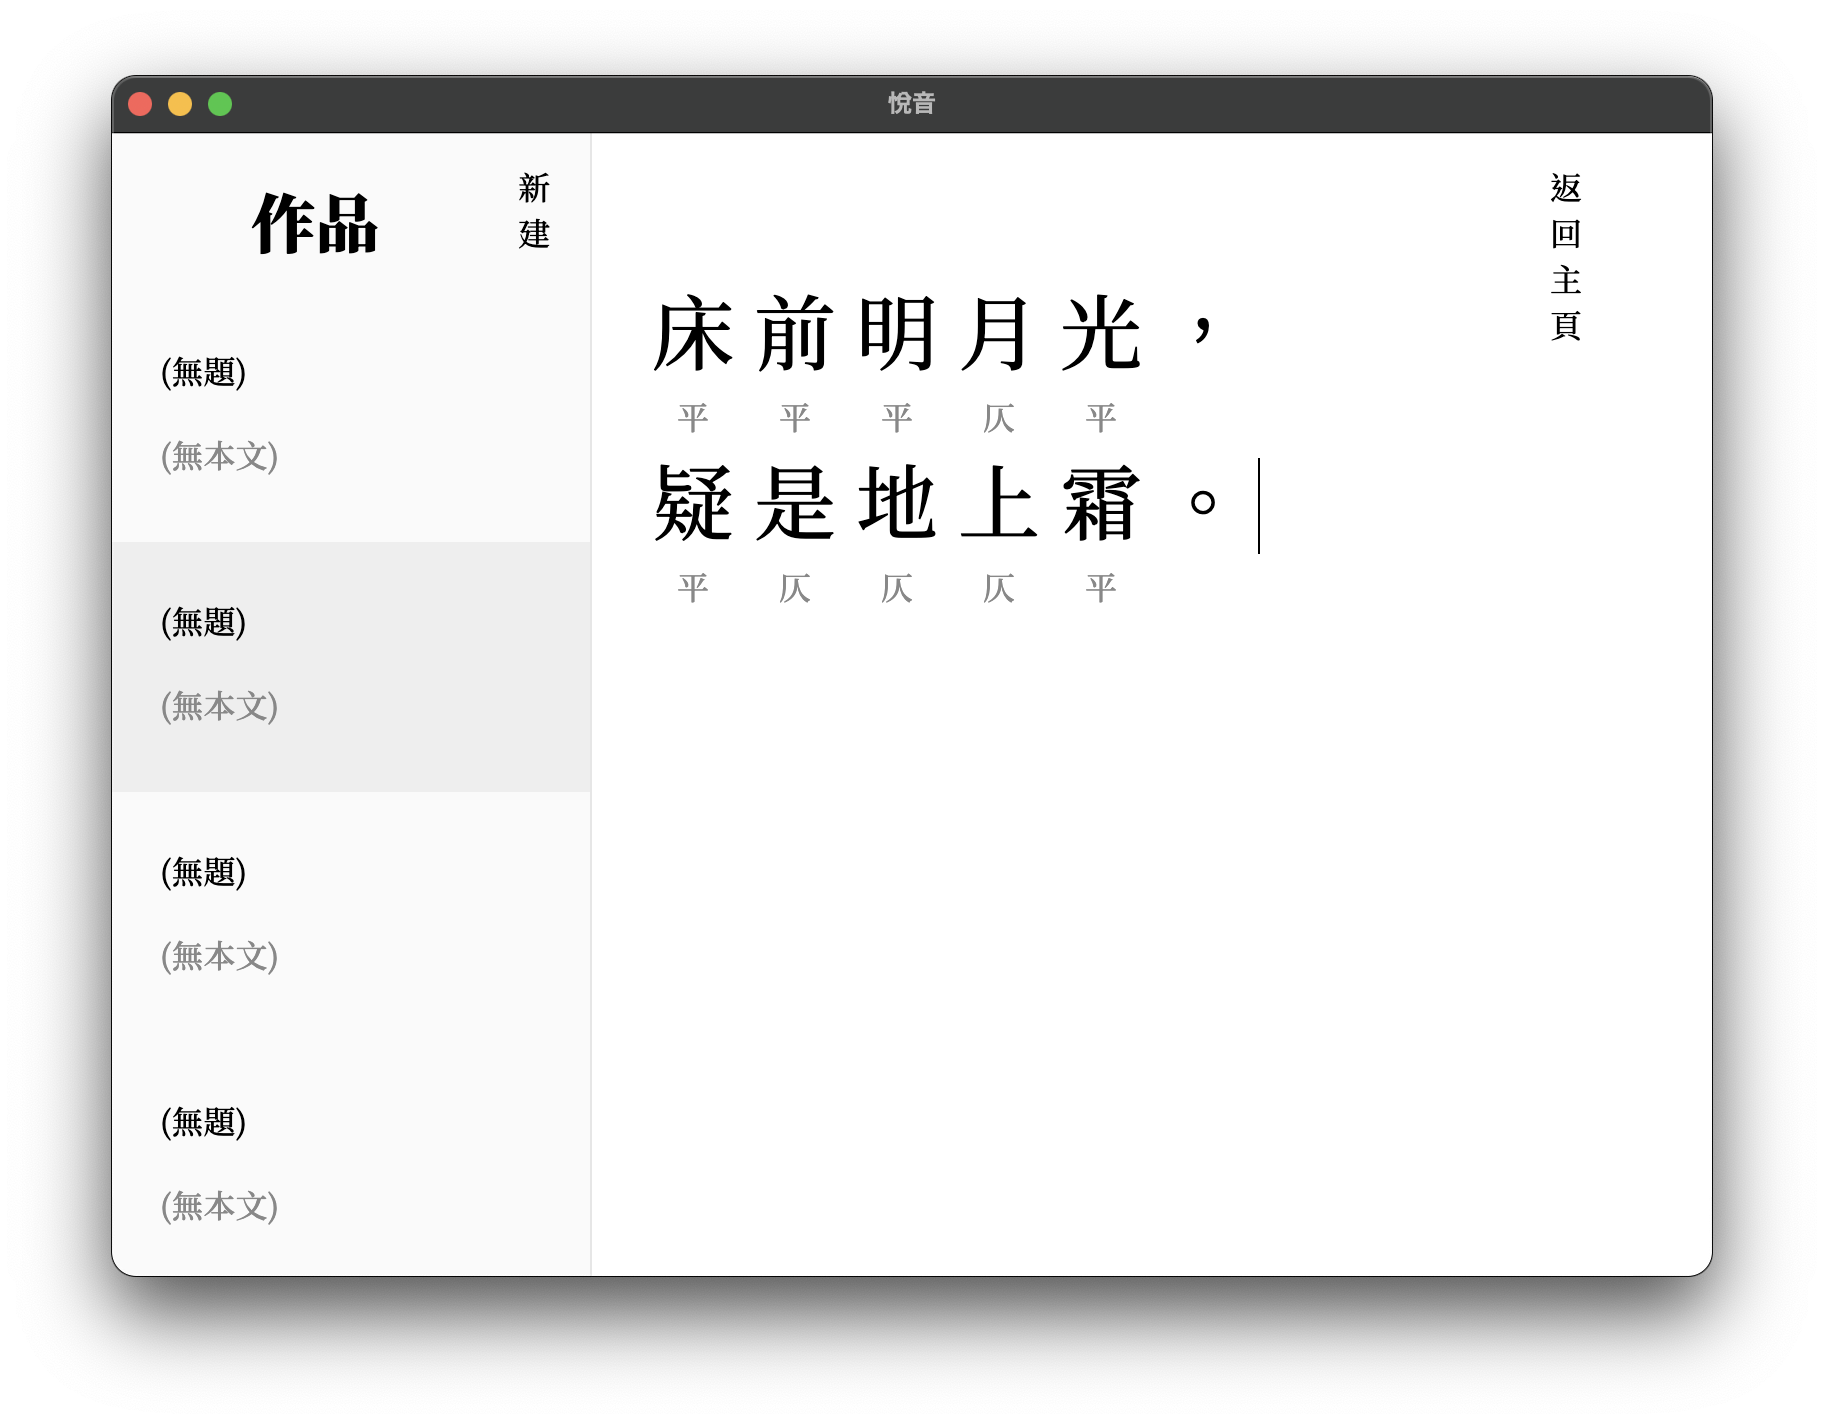 悅音
作品
新建
(無題)
(無本文)
(無題)
(無本文)
(無題)
(無本文)
(無題)
(無本文)
返回主頁
床前明月光，
平平平仄平
疑是地上霜。
平仄仄仄平